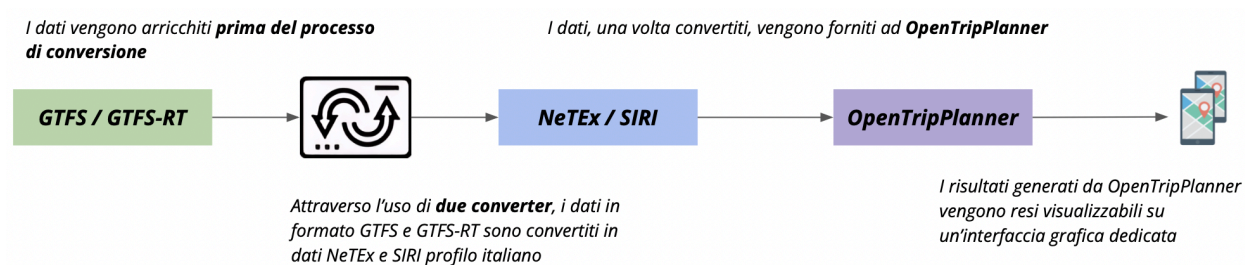 I dati vengono arricchiti prima del processo
di conversione
I dati, una volta convertiti, vengono forniti ad OpenTripPlanner
GTFS / GTFS-RT
NeTEx / SIRI
OpenTripPlanner
Attraverso l'uso di due converter, i dati in
formato GTFS e GTFS-RT sono convertiti in
dati NeTEx e SIRI profilo italiano
I risultati generati da OpenTripPlanner
vengono resi visualizzabili su
un'interfaccia grafica dedicata